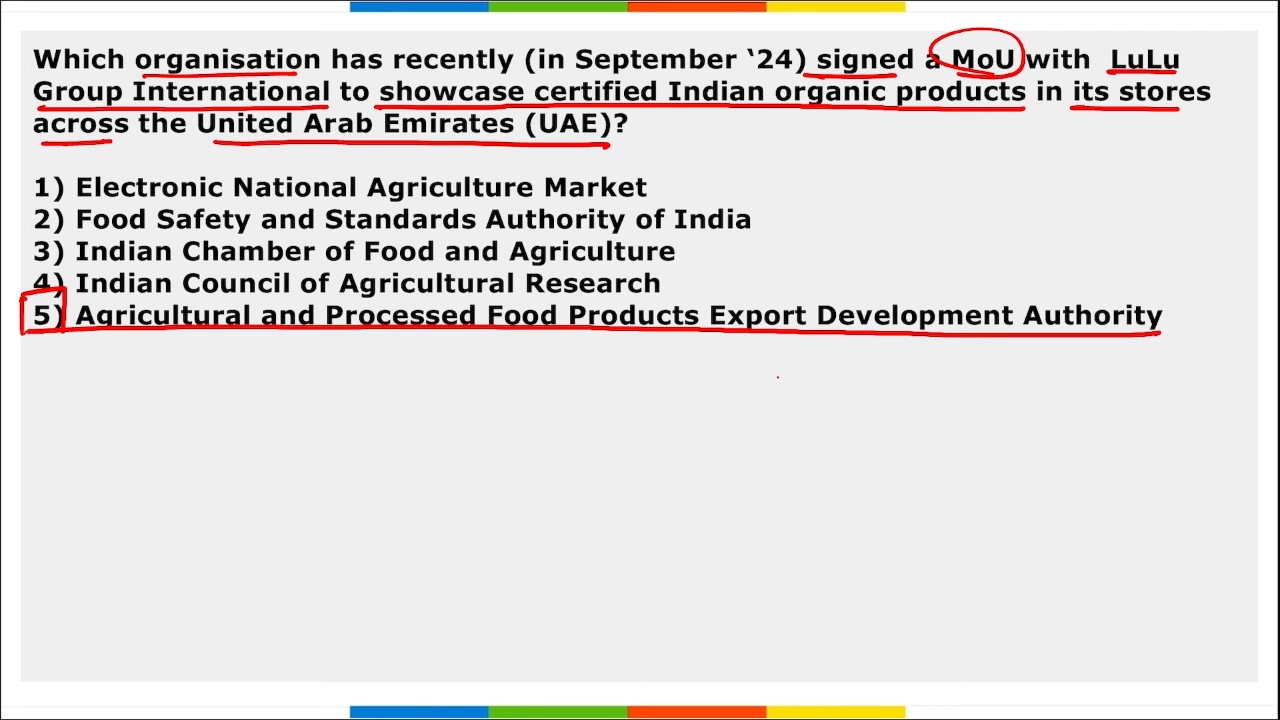 Which organisation has recently (in September ‘24) signed a MoU with LuLu
Group International to showcase certified Indian organic products in its stores
across the United Arab Emirates (UAE)?
1) Electronic National Agriculture Market
2) Food Safety and Standards Authority of India
3) Indian Chamber of Food and Agriculture
4) Indian Council of Agricultural Research
5) Agricultural and Processed Food Products Export Development Authority